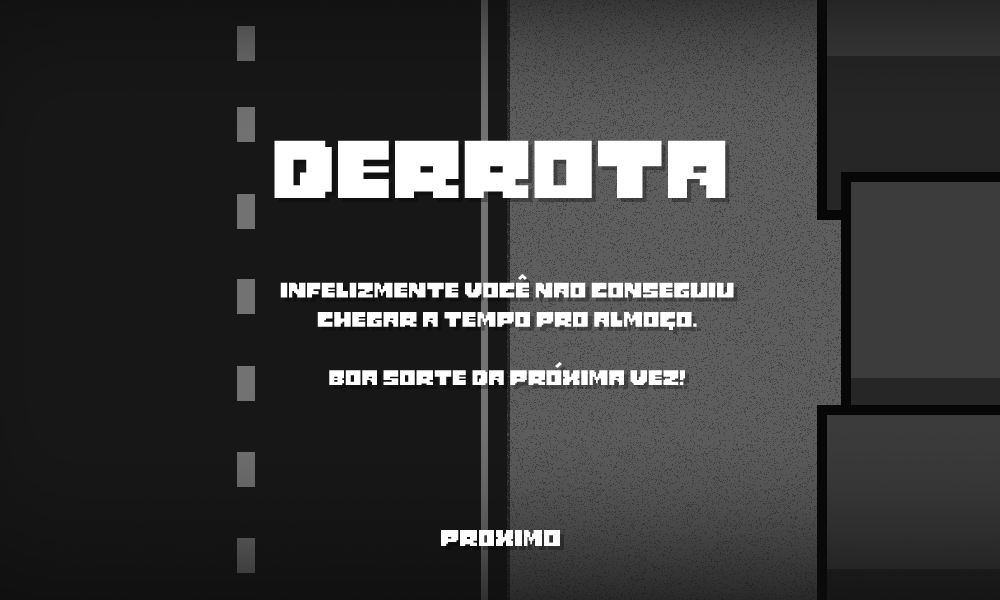 DERROTA
INFELIZMENTE VOCÊ NAO CONSEGUIU
CHEGAR A TEMPO PRO ALMOÇO.
BOA SORTE DA PRÓXIMA VEZ!
PROXIMO